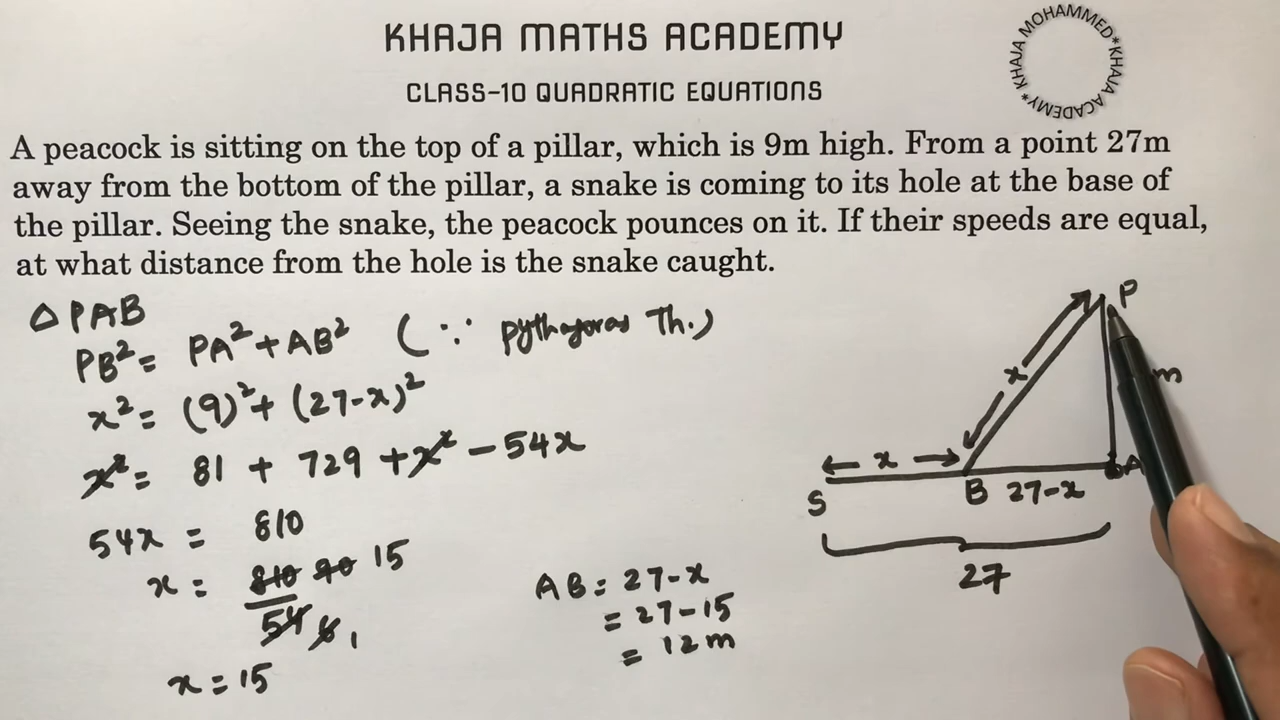 KHAJA MATHS ACADEMY
CLASS-10 QUADRATIC EQUATIONS
KHAJA MOHAMMED*KHAJA ACADEMY*
A peacock is sitting on the top of a pillar, which is 9m high. From a point 27m
away from the bottom of the pillar, a snake is coming to its hole at the base of
the pillar. Seeing the snake, the peacock pounces on it. If their speeds are equal,
at what distance from the hole is the snake caught.
△PAB
PB²= PA²+AB² (∵ pythagoras Th.)
x²= (9)²+ (27-x)²
x²= 81 + 729 +x² -54x
54x = 810
x = 810 90 15
54 6 1
x=15
AB= 27-x
= 27-15
= 12m
P
x
m
x
S
B 27-x
A
27